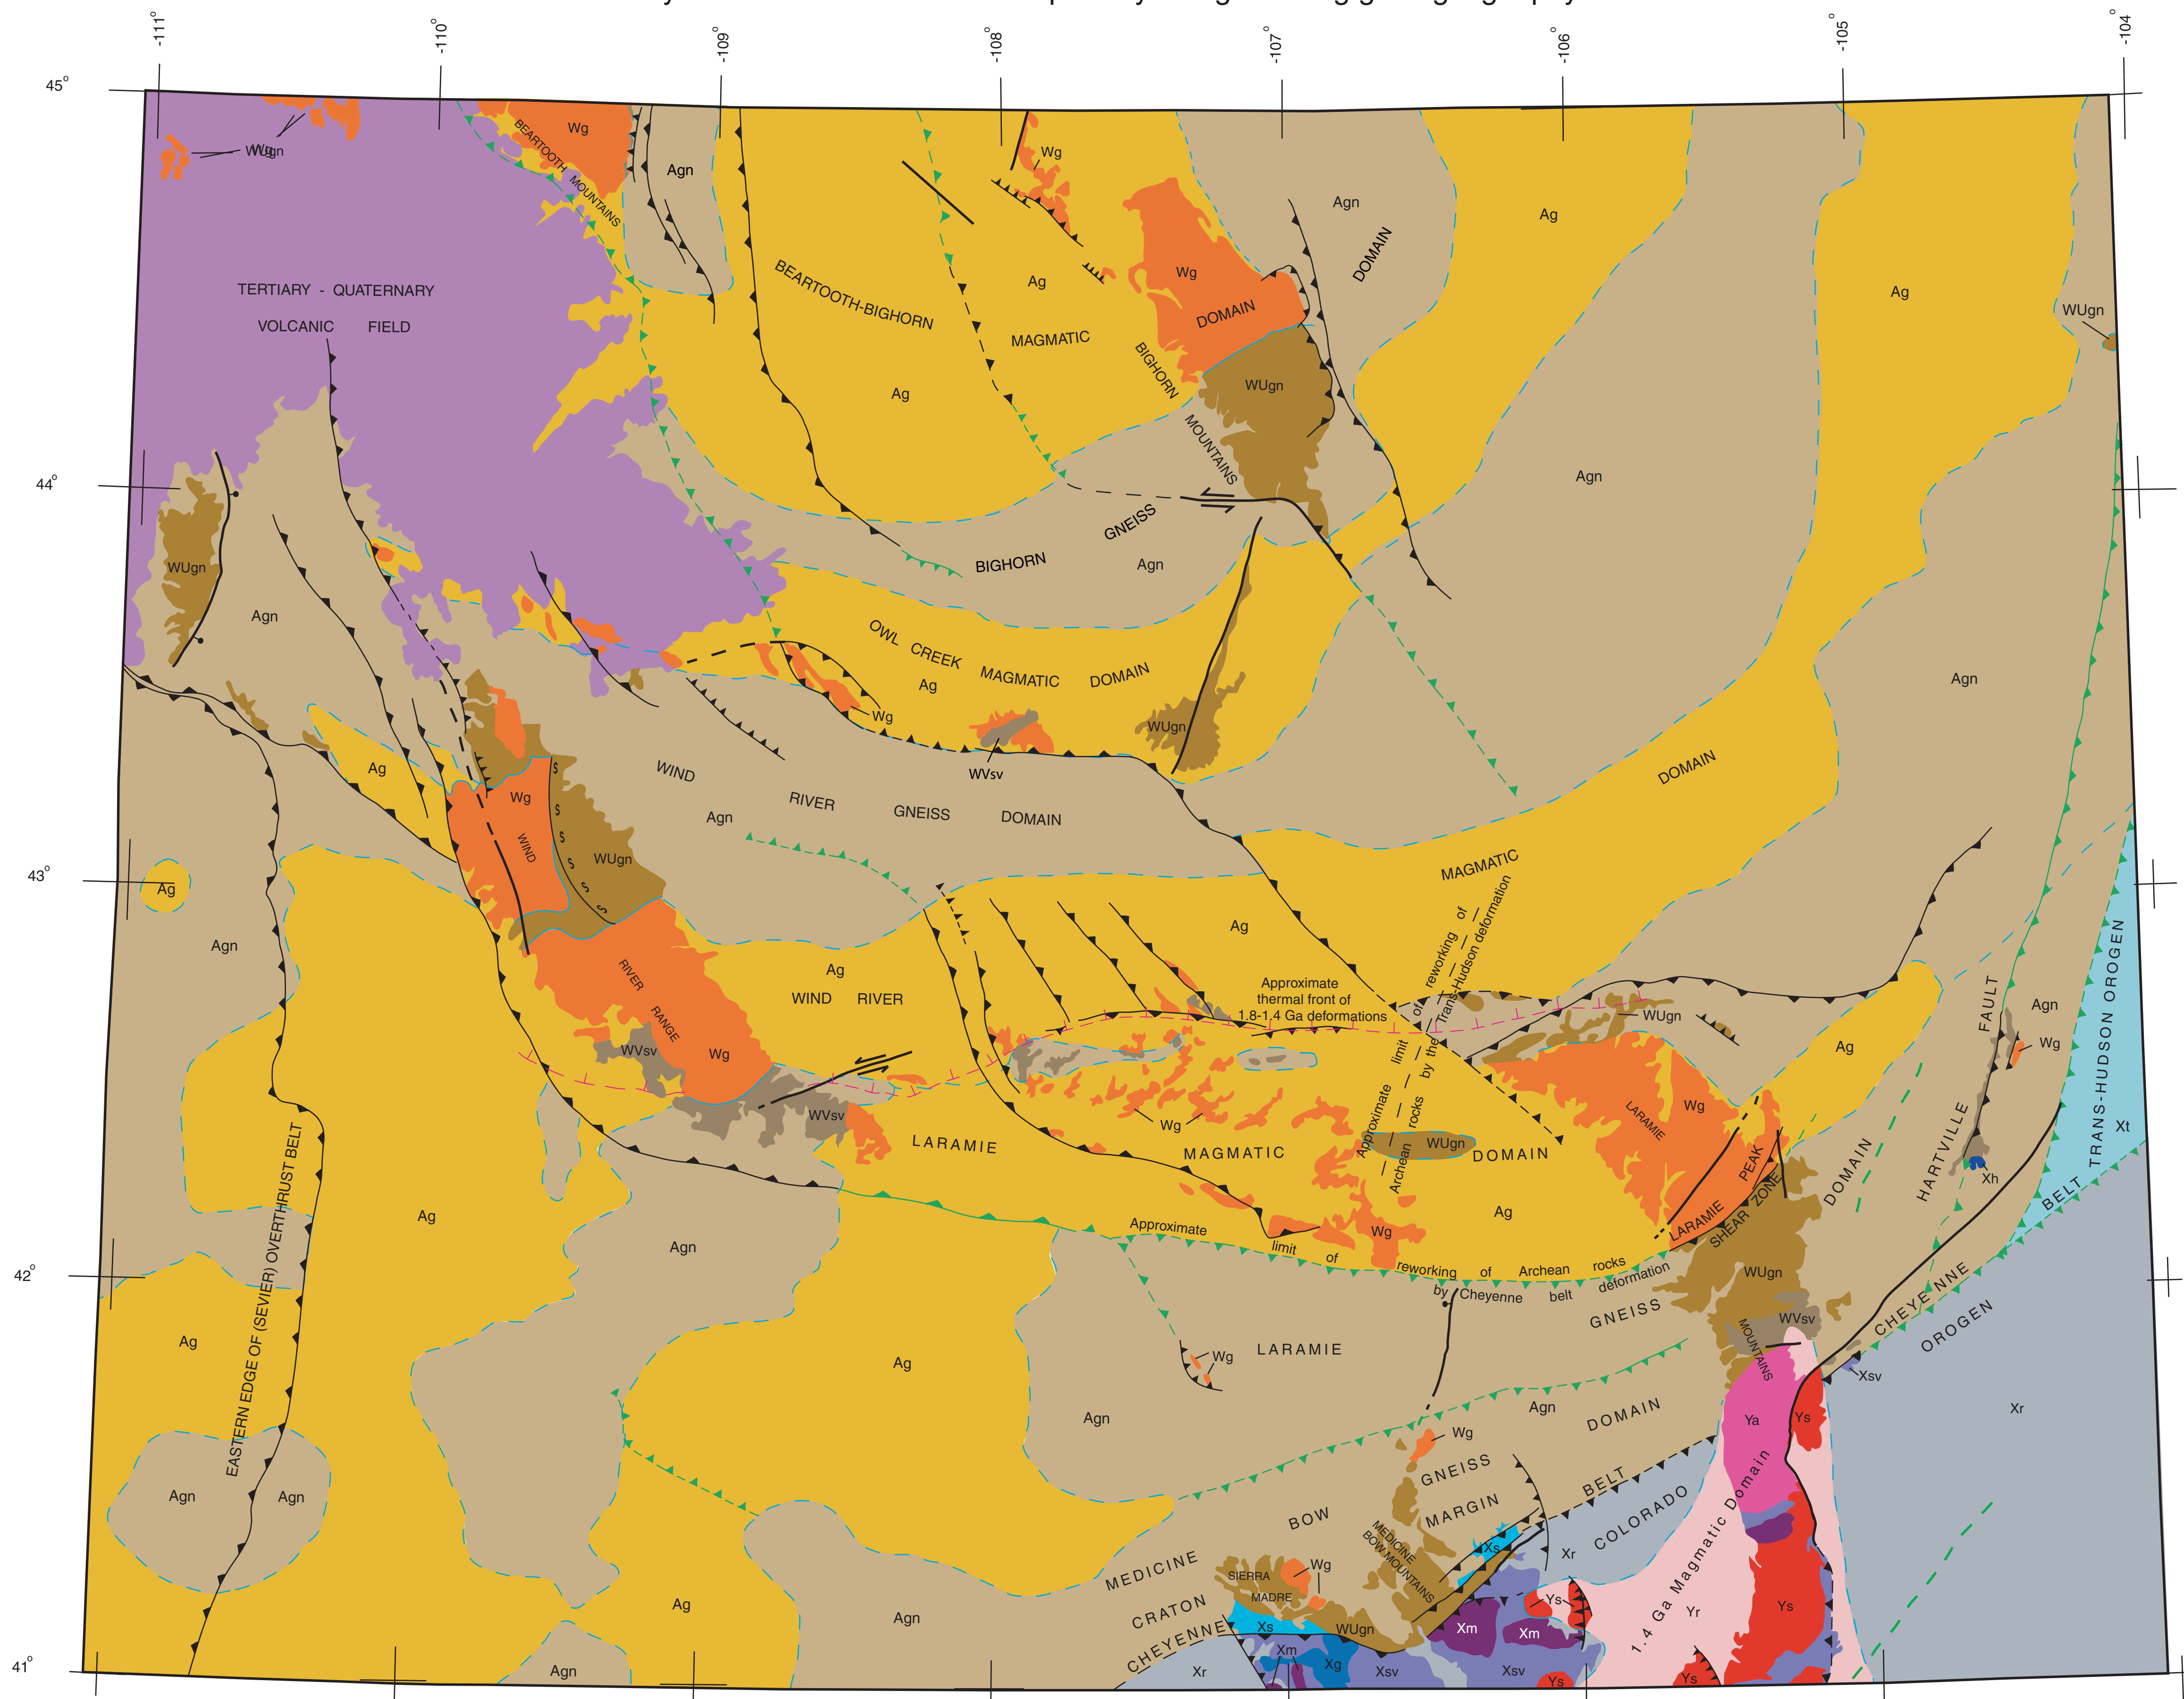 -111°
-110°
-109°
-108°
-107°
-106°
-105°
-104°
45°
44°
43°
42°
41°
Wg
WUgn
BEARTOOTH MOUNTAINS
Wg
Agn
Wg
Agn
DOMAIN
Ag
Ag
WUgn
TERTIARY - QUATERNARY
VOLCANIC FIELD
BEARTOOTH-BIGHORN
MAGMATIC
DOMAIN
Ag
Wg
Ag
BIGHORN
MOUNTAINS
WUgn
Agn
BIGHORN
GNEISS
Agn
WUgn
Agn
OWL CREEK MAGMATIC DOMAIN
Ag
Wg
WVsv
WUgn
Agn
Ag
WIND
RIVER
GNEISS
DOMAIN
Agn
DOMAIN
MAGMATIC
Wg
WIND
WUgn
Ag
Agn
Ag
Ag
WIND RIVER
RIVER
RANGE
WVsv
Wg
WVsv
Approximate
thermal front of
1.8-1.4 Ga deformations
Approximate limit of reworking of
Archean rocks by the Trans-Hudson deformation
WUgn
Ag
Agn
Wg
HARTVILLE
FAULT
TRANS-HUDSON OROGEN
Xt
Xh
LARAMIE
MAGMATIC
DOMAIN
Wg
WUgn
Ag
Wg
LARAMIE
Wg
PEAK
LARAMIE
SHEAR ZONE
DOMAIN
BELT
EASTERN EDGE OF (SEVIER) OVERTHRUST BELT
Ag
Agn
Approximate limit of reworking of Archean rocks
by Cheyenne belt deformation
GNEISS
WUgn
WVsv
MOUNTAINS
CHEYENNE
OROGEN
Xsv
Xr
Ag
Ag
LARAMIE
Wg
Agn
Agn
DOMAIN
Ya
Ys
Agn
Agn
Wg
GNEISS
MARGIN
BOW
BELT
COLORADO
1.4 Ga Magmatic Domain
MEDICINE
BOW MOUNTAINS
Xs
Xr
MEDICINE
CRATON
CHEYENNE
SIERRA
MADRE
Wg
Ys
Ys
Yr
Ag
Agn
Agn
Xs
WUgn
Xm
Xm
Xm
Xg
Xsv
Xsv
Xr
Ys
Ys